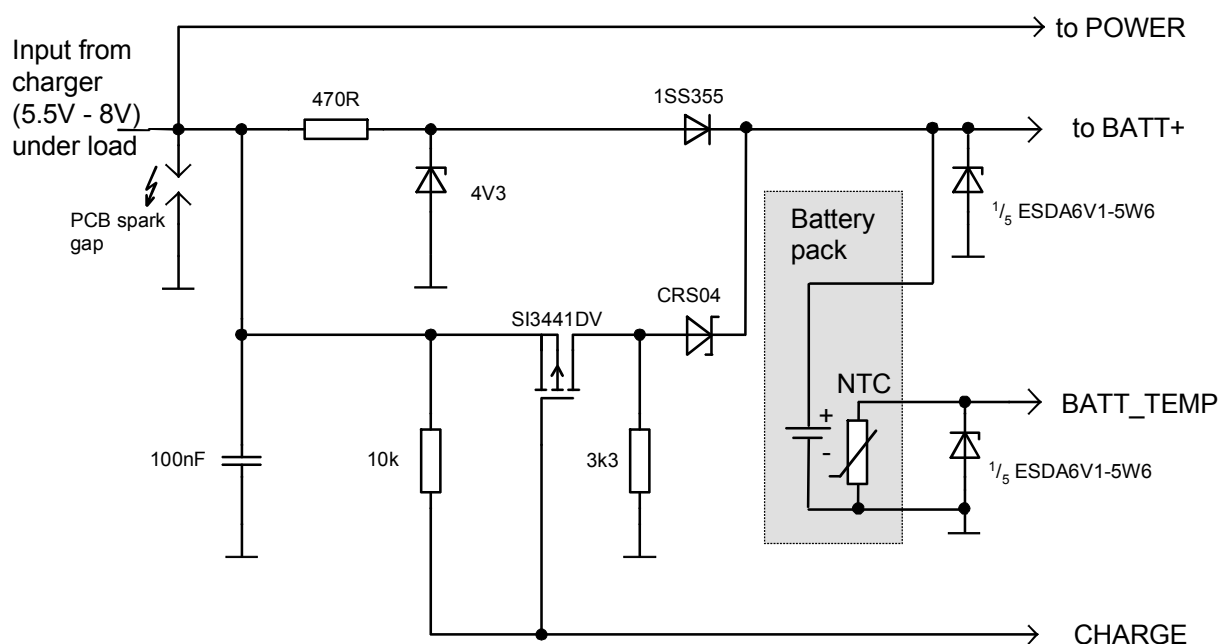 to POWER
Input from
charger
(5.5V - 8V)
under load
470R
1SS355
to BATT+
PCB spark
gap
4V3
1/5 ESDA6V1-5W6
Battery
pack
SI3441DV
CRS04
NTC
BATT_TEMP
+
-
100nF
10k
3k3
1/5 ESDA6V1-5W6
CHARGE